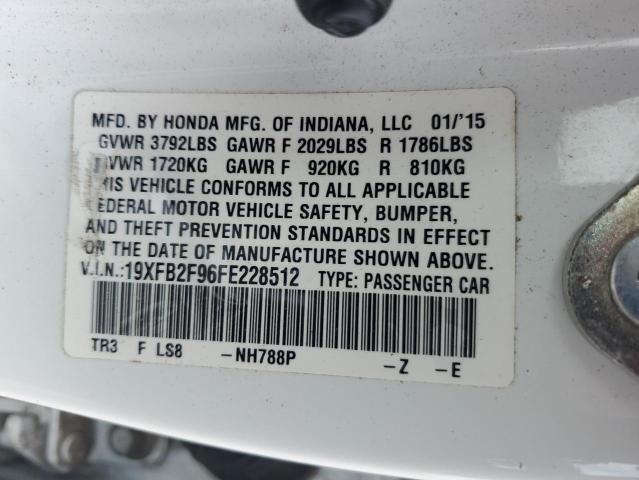 MFD. BY HONDA MFG. OF INDIANA, LLC 01/'15
GVWR 3792LBS GAWR F 2029LBS R 1786LBS
GVWR 1720KG GAWR F 920KG R 810KG
THIS VEHICLE CONFORMS TO ALL APPLICABLE
FEDERAL MOTOR VEHICLE SAFETY, BUMPER,
AND THEFT PREVENTION STANDARDS IN EFFECT
ON THE DATE OF MANUFACTURE SHOWN ABOVE.
V.I.N.:19XFB2F96FE228512 TYPE: PASSENGER CAR
TR3 F LS8 -NH788P -Z -E